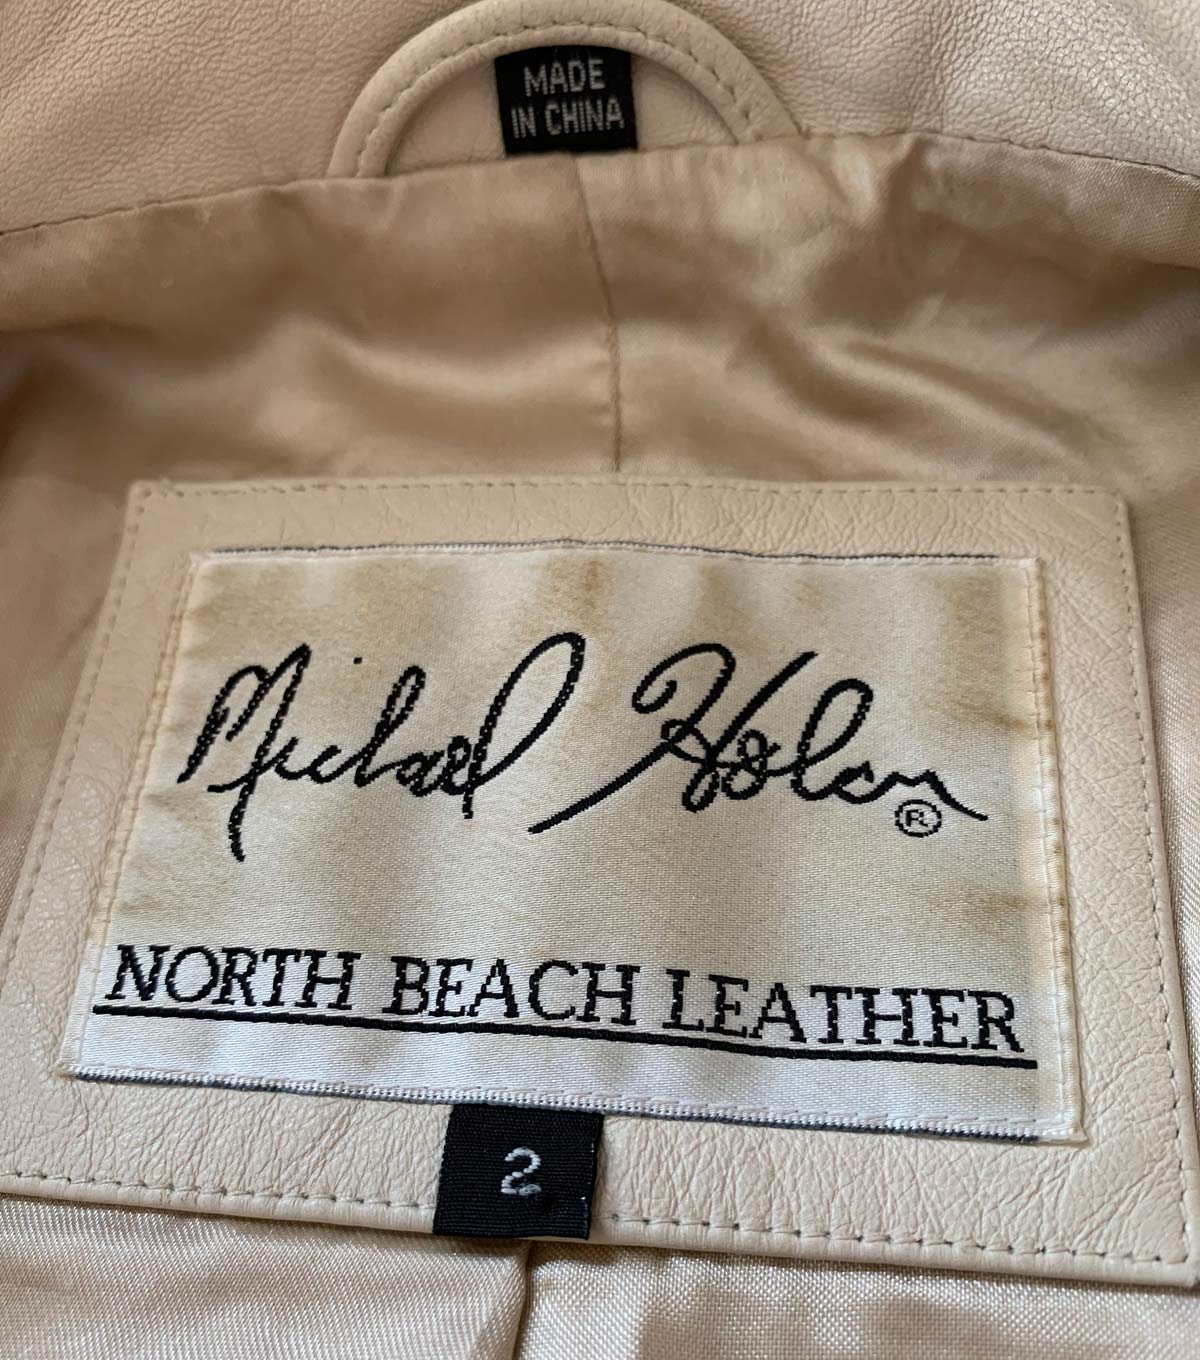 MADE
IN CHINA
Michael Hoban ®
NORTH BEACH LEATHER
2